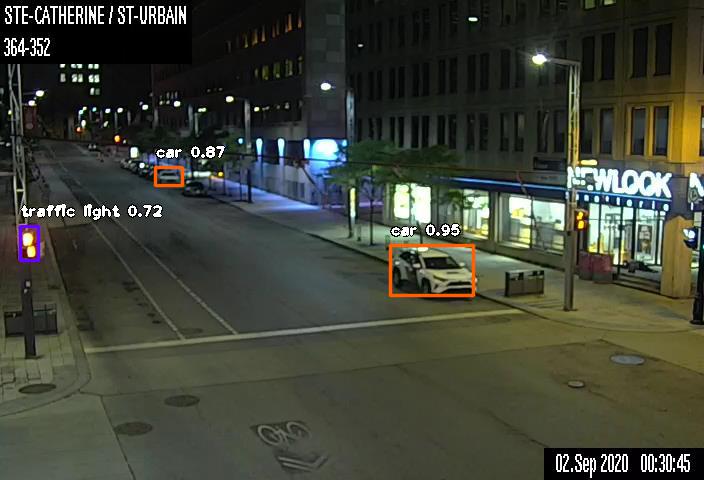 STE-CATHERINE / ST-URBAIN
364-352
car 0.87
traffic light 0.72
car 0.95
NEWLOOK
02.Sep 2020 00:30:45